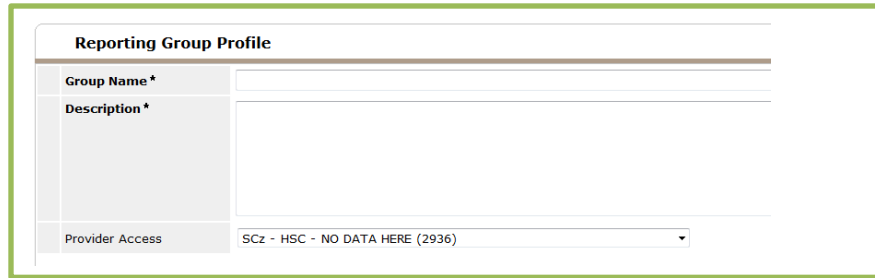 Reporting Group Profile
Group Name*
Description*
Provider Access SCz - HSC - NO DATA HERE (2936)